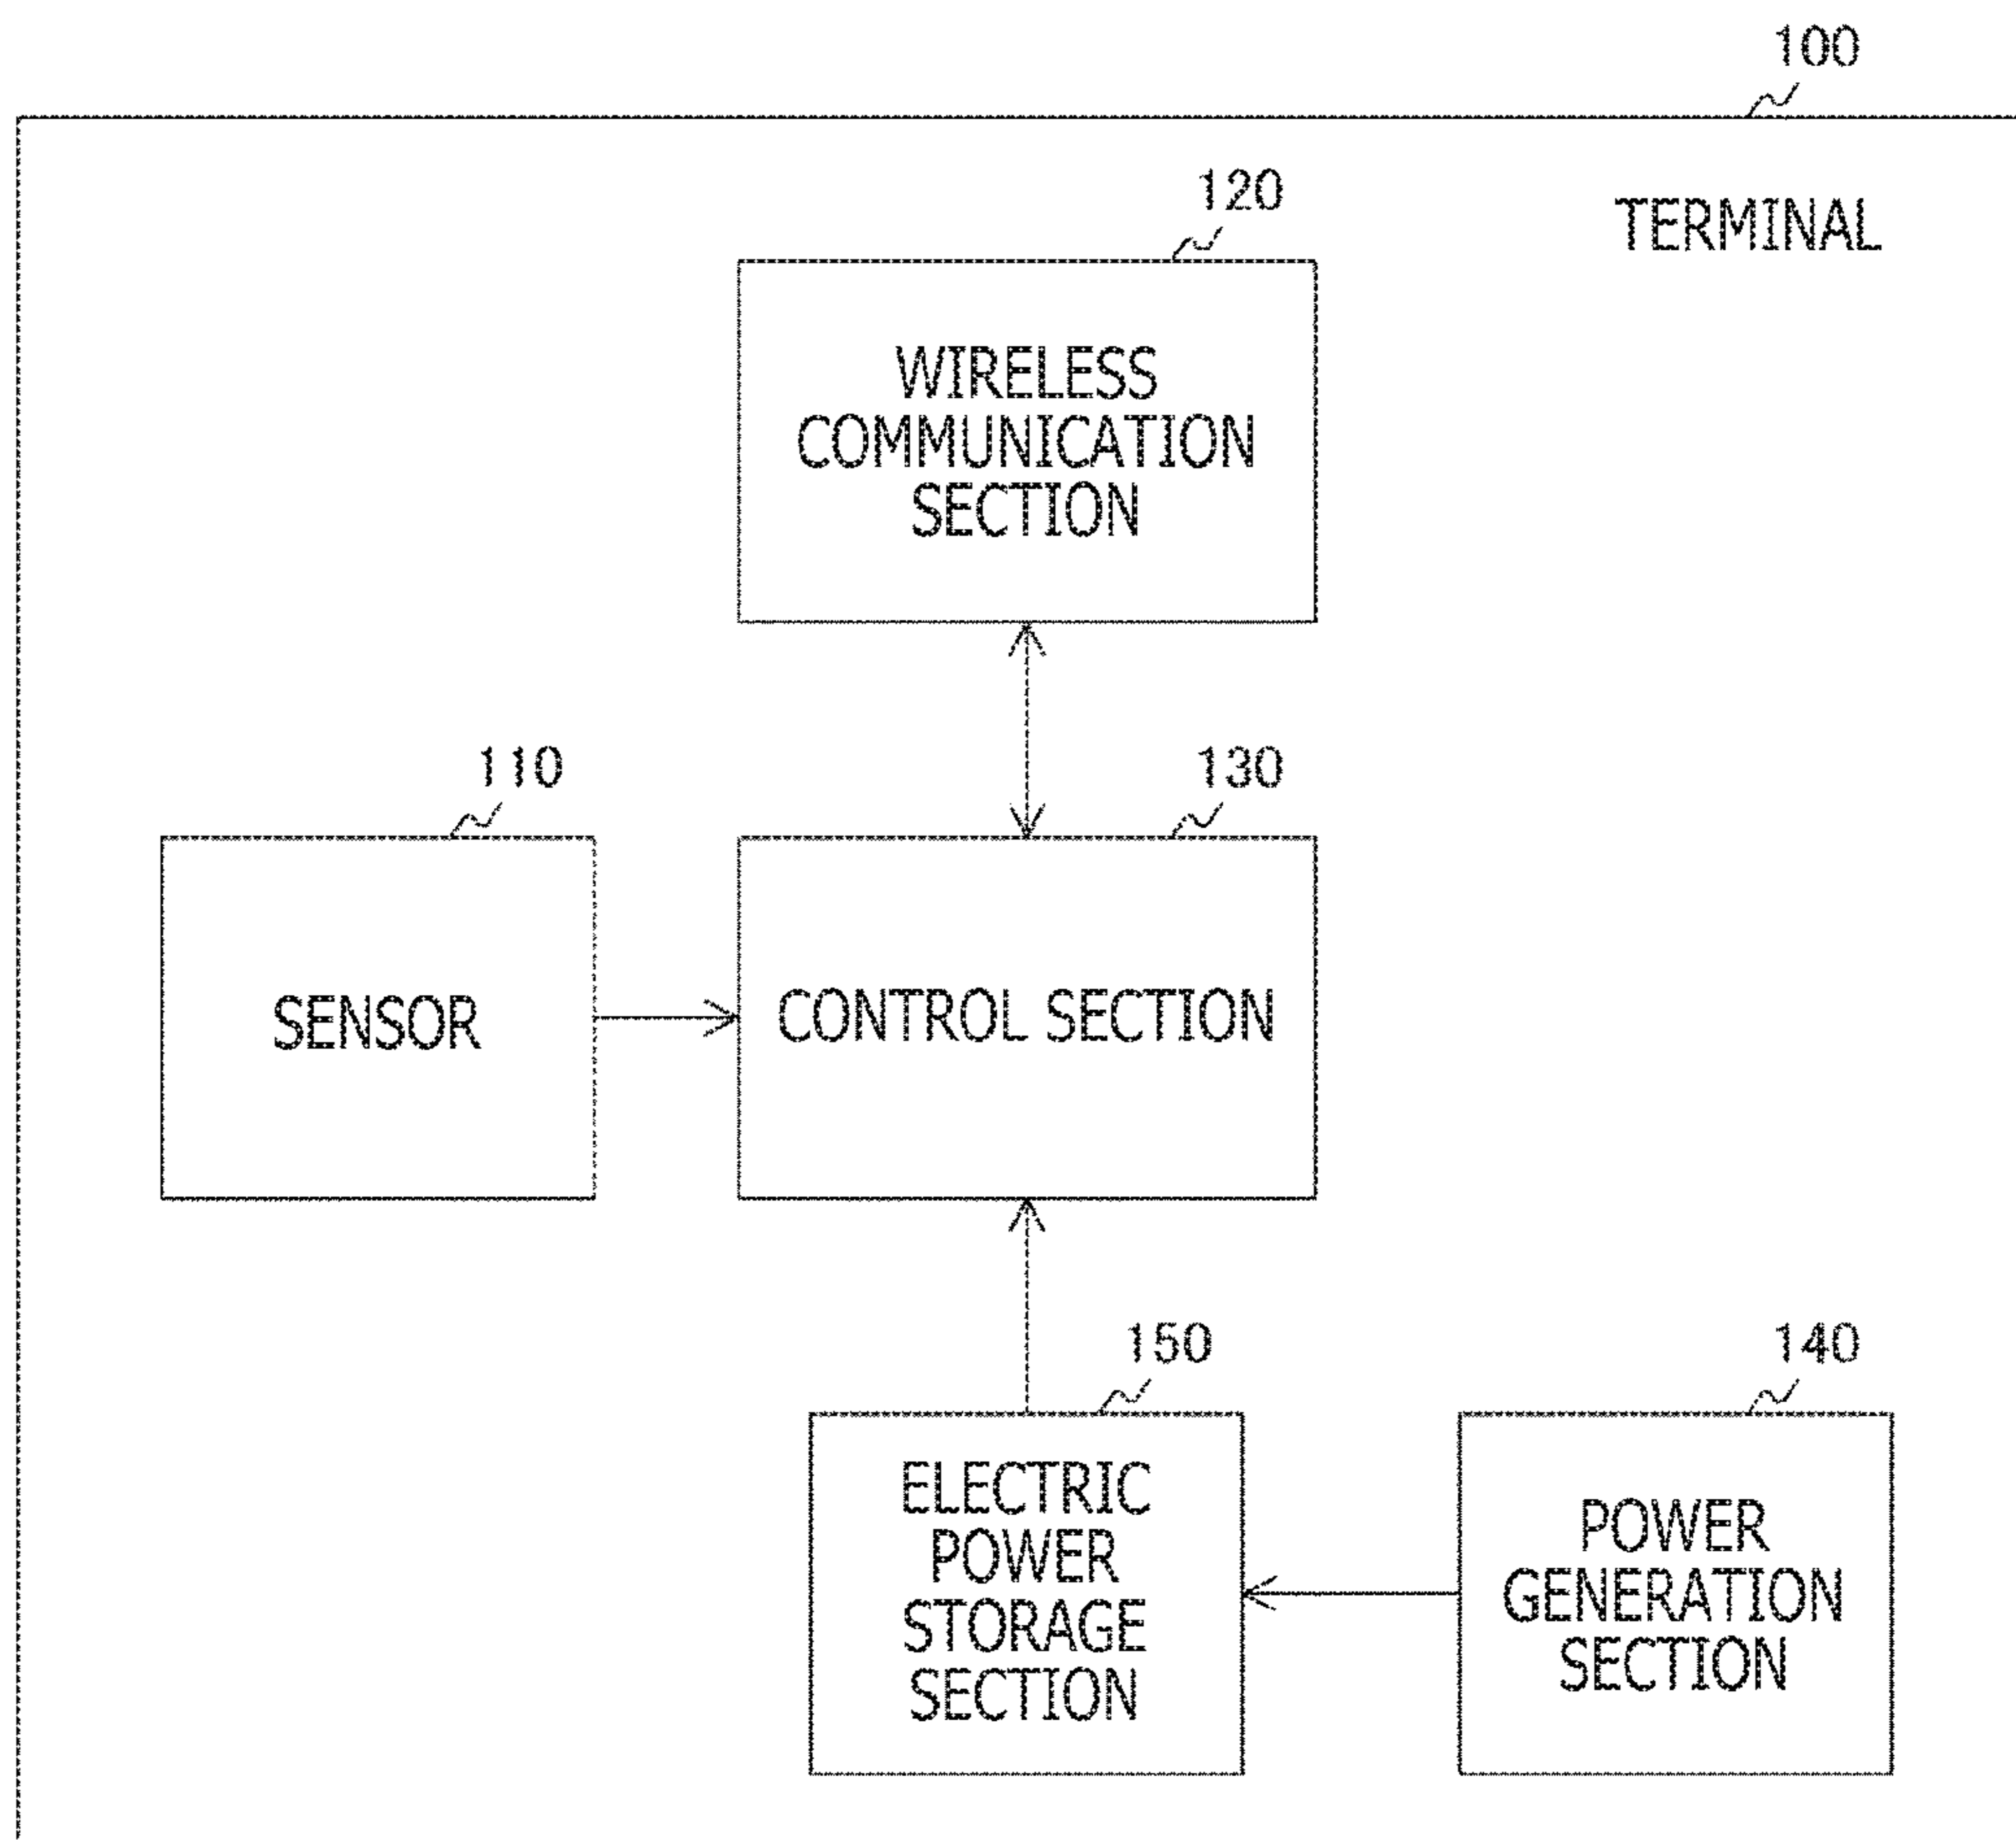 100
TERMINAL
120
WIRELESS
COMMUNICATION
SECTION
110
SENSOR
130
CONTROL SECTION
150
ELECTRIC
POWER
STORAGE
SECTION
140
POWER
GENERATION
SECTION